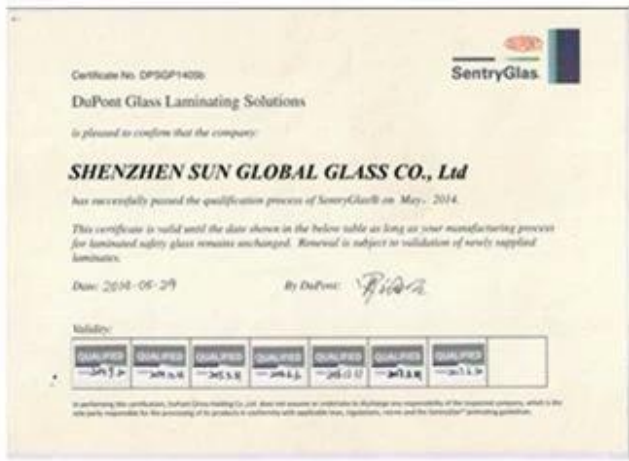 Certificate No. DPSGP1405b
SentryGlas
DuPont Glass Laminating Solutions
is pleased to confirm that the company:
SHENZHEN SUN GLOBAL GLASS CO., Ltd
has successfully passed the qualification process of SentryGlas® on May, 2014.
This certificate is valid until the date shown in the below table as long as your manufacturing process
for laminated safety glass remains unchanged. Renewal is subject to validation of newly supplied
laminates.
Date: 2014-05-29 By DuPont:
Validity:
QUALIFIED QUALIFIED QUALIFIED QUALIFIED QUALIFIED QUALIFIED QUALIFIED